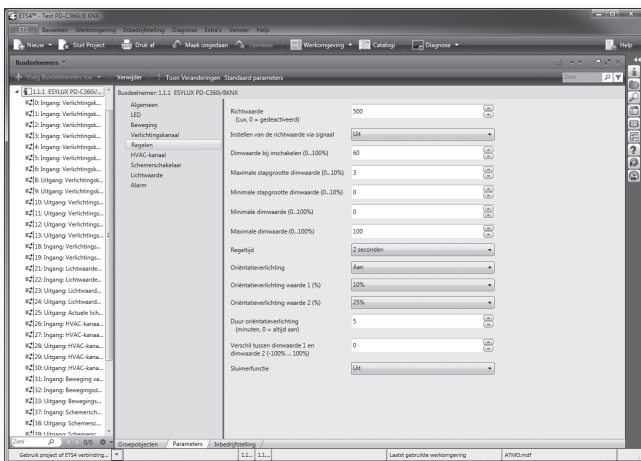 ETS4™ - Test PD-C360i/8 KNX
ETS Bewerken Werkomgeving Inbedrijfstelling Diagnose Extra's Venster Help
Nieuw Sluit Project Druk af Maak ongedaan Opnieuw Werkomgeving Catalogi Diagnose Help
Busdeelnemers
Voeg Busdeelnemers toe Verwijder Toon Veranderingen Standaard parameters Zoek
1.1.1 ESYLUX PD-C360i/...
0: Ingang: Verlichtingsk...
1: Ingang: Verlichtingsk...
2: Ingang: Verlichtingsk...
3: Ingang: Verlichtingsk...
4: Ingang: Verlichtingsk...
5: Ingang: Verlichtingsk...
6: Ingang: Verlichtingsk...
8: Uitgang: Verlichtingsk...
9: Uitgang: Verlichtingsk...
10: Uitgang: Verlichting...
11: Uitgang: Verlichting...
12: Uitgang: Verlichting...
13: Uitgang: Verlichting...
18: Ingang: Verlichtings...
19: Ingang: Verlichtings...
21: Ingang: Lichtwaarde...
22: Ingang: Lichtwaarde...
23: Uitgang: Lichtwaard...
24: Uitgang: Lichtwaard...
25: Uitgang: Actuele lich...
26: Ingang: HVAC-kanaa...
27: Ingang: HVAC-kanaa...
28: Uitgang: HVAC-kana...
29: Uitgang: HVAC-kana...
30: Uitgang: HVAC-kana...
31: Ingang: Beweging va...
32: Ingang: Bewegingsd...
33: Uitgang: Bewegings...
37: Ingang: Schemersch...
38: Uitgang: Schemersc...
39: Uitgang: Schemersc...
Zoek 0/0
Busdeelnemer: 1.1.1 ESYLUX PD-C360i/8KNX
Algemeen
LED
Beweging
Verlichtingskanaal
Regelen
HVAC-kanaal
Schemerschakelaar
Lichtwaarde
Alarm
Richtwaarde 500
(Lux, 0 = gedeactiveerd)
Instellen van de richtwaarde via signaal Uit
Dimwaarde bij inschakelen (0...100%) 60
Maximale stapgrootte dimwaarde (0...10%) 3
Minimale stapgrootte dimwaarde (0...10%) 0
Minimale dimwaarde (0...100%) 0
Maximale dimwaarde (0...100%) 100
Regeltijd 2 seconden
Oriëntatieverlichting Aan
Oriëntatieverlichting waarde 1 (%) 10%
Oriëntatieverlichting waarde 2 (%) 25%
Duur oriëntatieverlichting 5
(minuten, 0 = altijd aan)
Verschil tussen dimwaarde 1 en 0
dimwaarde 2 (-100% ... 100%)
Sluimerfunctie Uit
Groepobjecten Parameters Inbedrijfstelling
Gebruik project of ETS4 verbinding... 1.1... 1.1... Laatst gebruikte werkomgeving ATMO.mdf